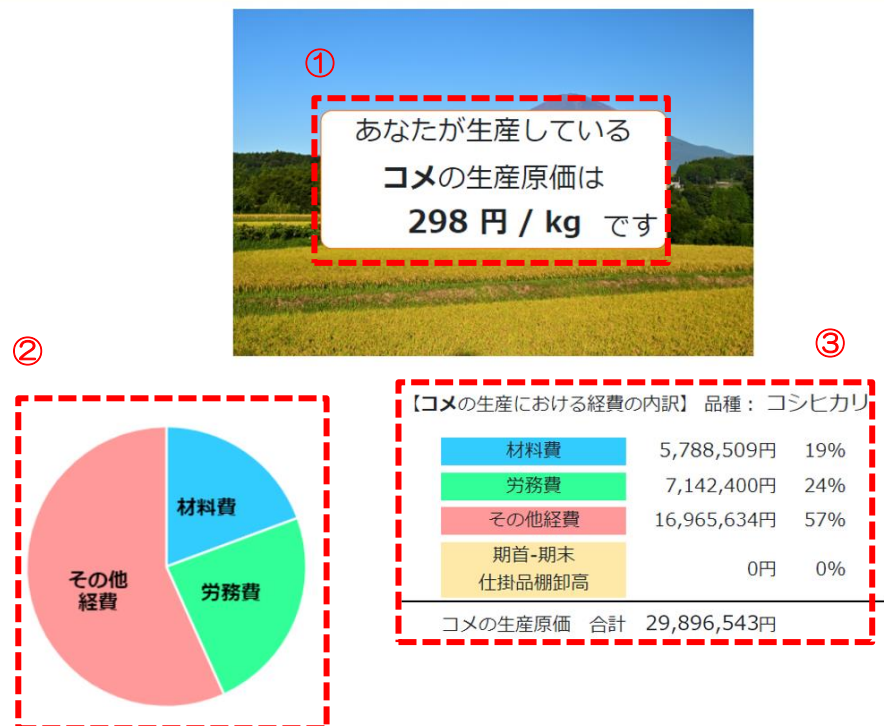 ①
あなたが生産している
コメの生産原価は
298 円 / kg です
②
材料費
労務費
その他
経費
③
【コメの生産における経費の内訳】 品種： コシヒカリ
材料費 5,788,509円 19%
労務費 7,142,400円 24%
その他経費 16,965,634円 57%
期首-期末
仕掛品棚卸高 0円 0%
コメの生産原価 合計 29,896,543円